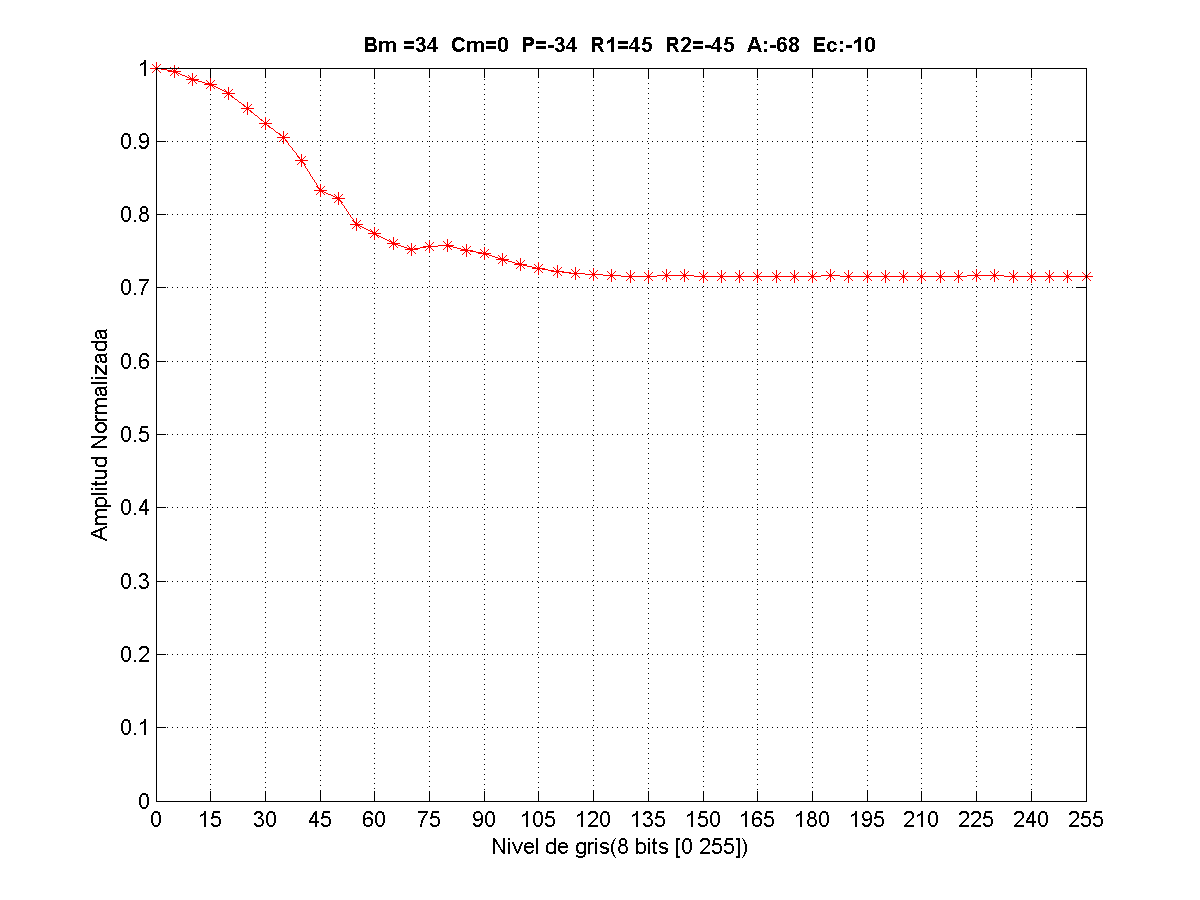 Bm =34  Cm=0  P=-34  R1=45  R2=-45  A:-68  Ec:-10
1
0.9
0.8
0.7
0.6
0.5
0.4
0.3
0.2
0.1
0
Amplitud Normalizada
0 15 30 45 60 75 90 105 120 135 150 165 180 195 210 225 240 255
Nivel de gris(8 bits [0 255])